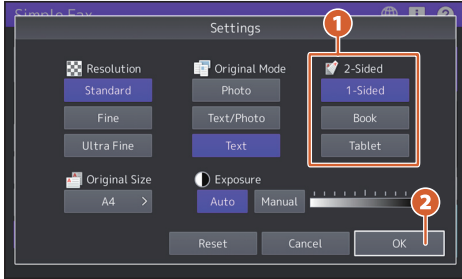 Simple Fax
Settings
1
Resolution
Original Mode
2-Sided
Standard
Photo
1-Sided
Fine
Text/Photo
Book
Ultra Fine
Text
Tablet
Original Size
Exposure
A4 >
Auto
Manual
2
Reset
Cancel
OK